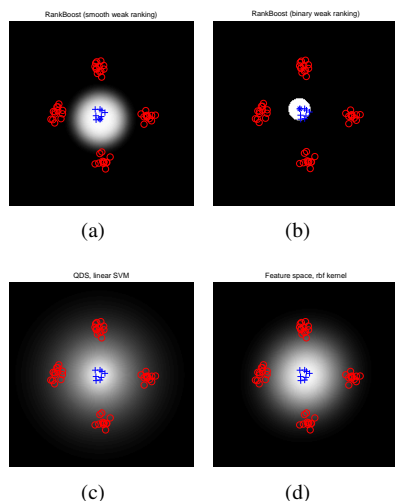 RankBoost (smooth weak ranking)
RankBoost (binary weak ranking)
(a)
(b)
QDS, linear SVM
Feature space, rbf kernel
(c)
(d)